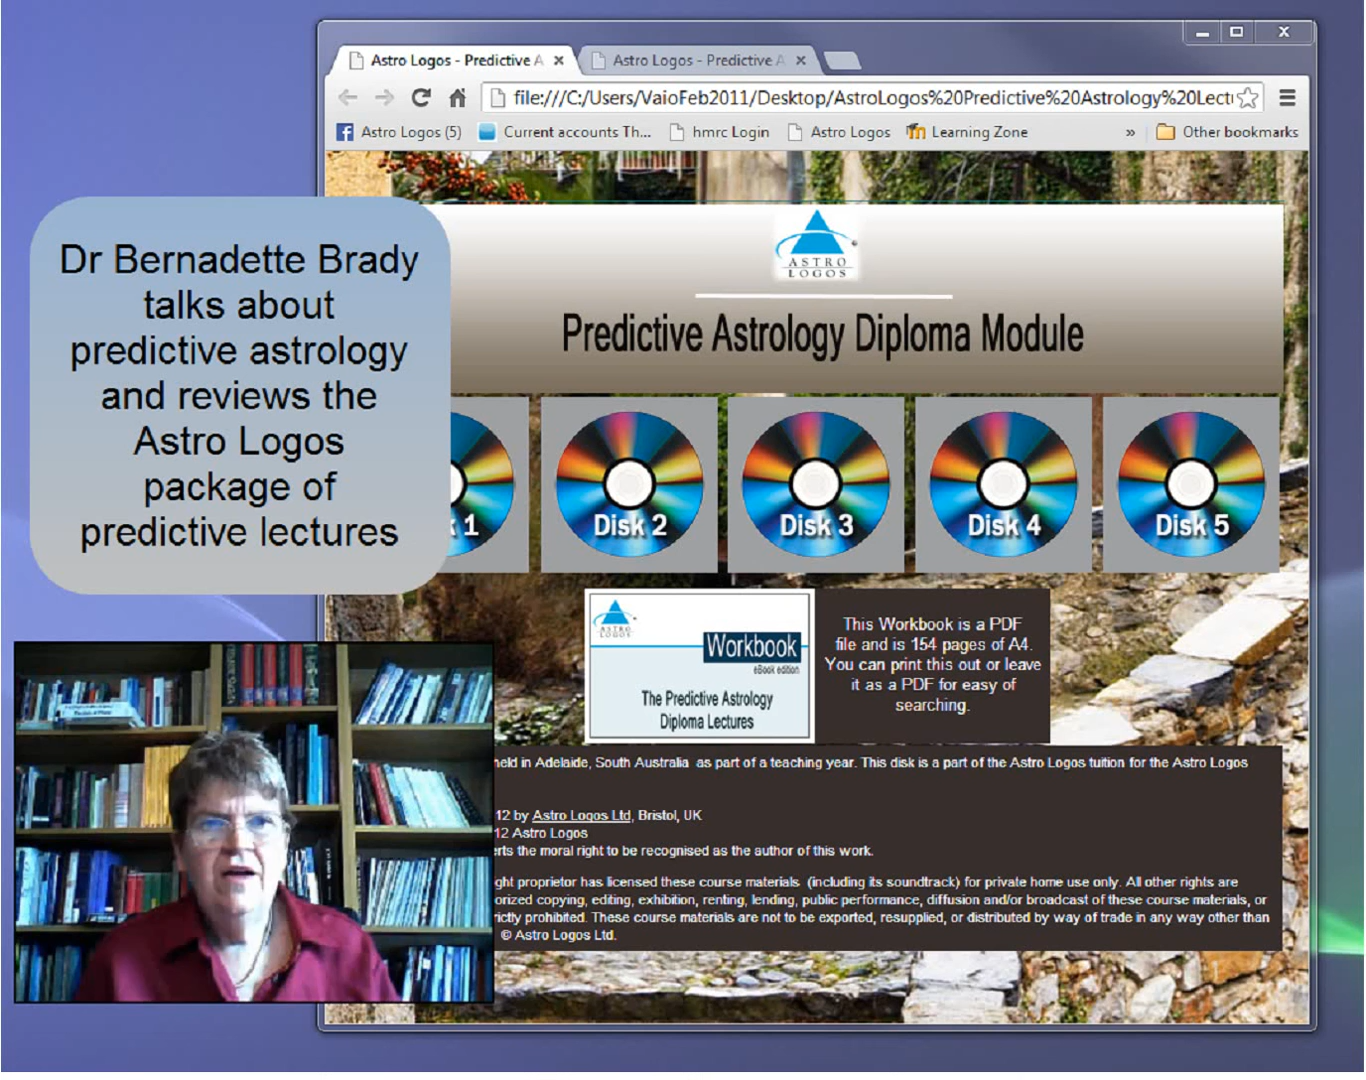 Astro Logos - Predictive A
Astro Logos - Predictive A
file:///C:/Users/VaioFeb2011/Desktop/AstroLogos%20Predictive%20Astrology%20Lect
Astro Logos (5) Current accounts Th... hmrc Login Astro Logos Learning Zone » Other bookmarks
Dr Bernadette Brady
talks about
predictive astrology
and reviews the
Astro Logos
package of
predictive lectures
ASTRO
LOGOS
Predictive Astrology Diploma Module
k 1
Disk 2
Disk 3
Disk 4
Disk 5
ASTRO
LOGOS
Workbook
eBook edition
The Predictive Astrology
Diploma Lectures
This Workbook is a PDF
file and is 154 pages of A4.
You can print this out or leave
it as a PDF for easy of
searching.
held in Adelaide, South Australia as part of a teaching year. This disk is a part of the Astro Logos tuition for the Astro Logos
12 by Astro Logos Ltd, Bristol, UK
12 Astro Logos
erts the moral right to be recognised as the author of this work.
ght proprietor has licensed these course materials (including its soundtrack) for private home use only. All other rights are
orized copying, editing, exhibition, renting, lending, public performance, diffusion and/or broadcast of these course materials, or
rictly prohibited. These course materials are not to be exported, resupplied, or distributed by way of trade in any way other than
© Astro Logos Ltd.